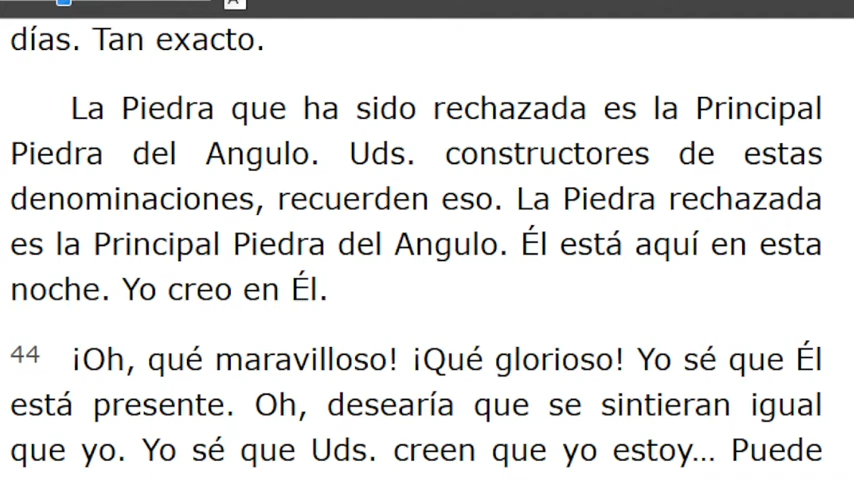 días. Tan exacto.
La Piedra que ha sido rechazada es la Principal
Piedra del Angulo. Uds. constructores de estas
denominaciones, recuerden eso. La Piedra rechazada
es la Principal Piedra del Angulo. Él está aquí en esta
noche. Yo creo en Él.
44 ¡Oh, qué maravilloso! ¡Qué glorioso! Yo sé que Él
está presente. Oh, desearía que se sintieran igual
que yo. Yo sé que Uds. creen que yo estoy... Puede